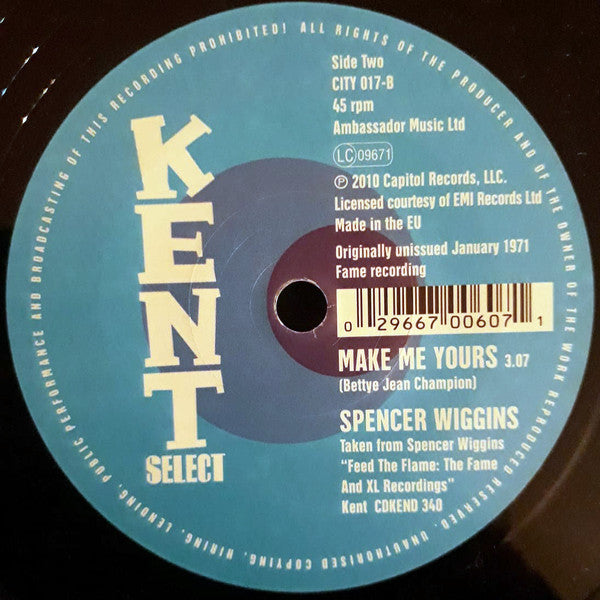 ALL RIGHTS OF THE PRODUCER AND OF THE OWNER OF THE WORK REPRODUCED RESERVED. UNAUTHORISED COPYING, HIRING, LENDING, PUBLIC PERFORMANCE AND BROADCASTING OF THIS RECORDING PROHIBITED!
KENT
SELECT
Side Two
CITY 017-B
45 rpm
Ambassador Music Ltd
LC 09671
℗ 2010 Capitol Records, LLC.
Licensed courtesy of EMI Records Ltd
Made in the EU
Originally unissued January 1971
Fame recording
0 29667 00607 1
MAKE ME YOURS 3.07
(Bettye Jean Champion)
SPENCER WIGGINS
Taken from Spencer Wiggins
“Feed The Flame: The Fame
And XL Recordings”
Kent CDKEND 340